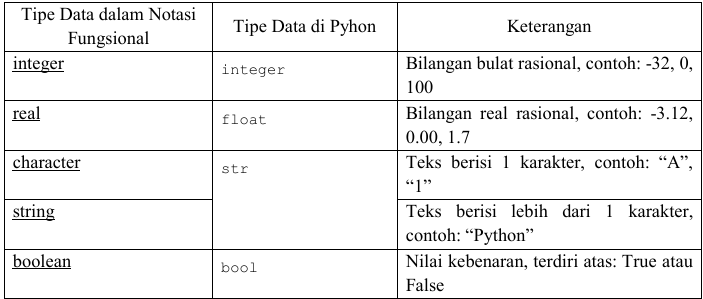 Tipe Data dalam Notasi
Fungsional
Tipe Data di Pyhon
Keterangan
integer
integer
Bilangan bulat rasional, contoh: -32, 0,
100
real
float
Bilangan real rasional, contoh: -3.12,
0.00, 1.7
character
str
Teks berisi 1 karakter, contoh: “A”,
“1”
string
Teks berisi lebih dari 1 karakter,
contoh: “Python”
boolean
bool
Nilai kebenaran, terdiri atas: True atau
False